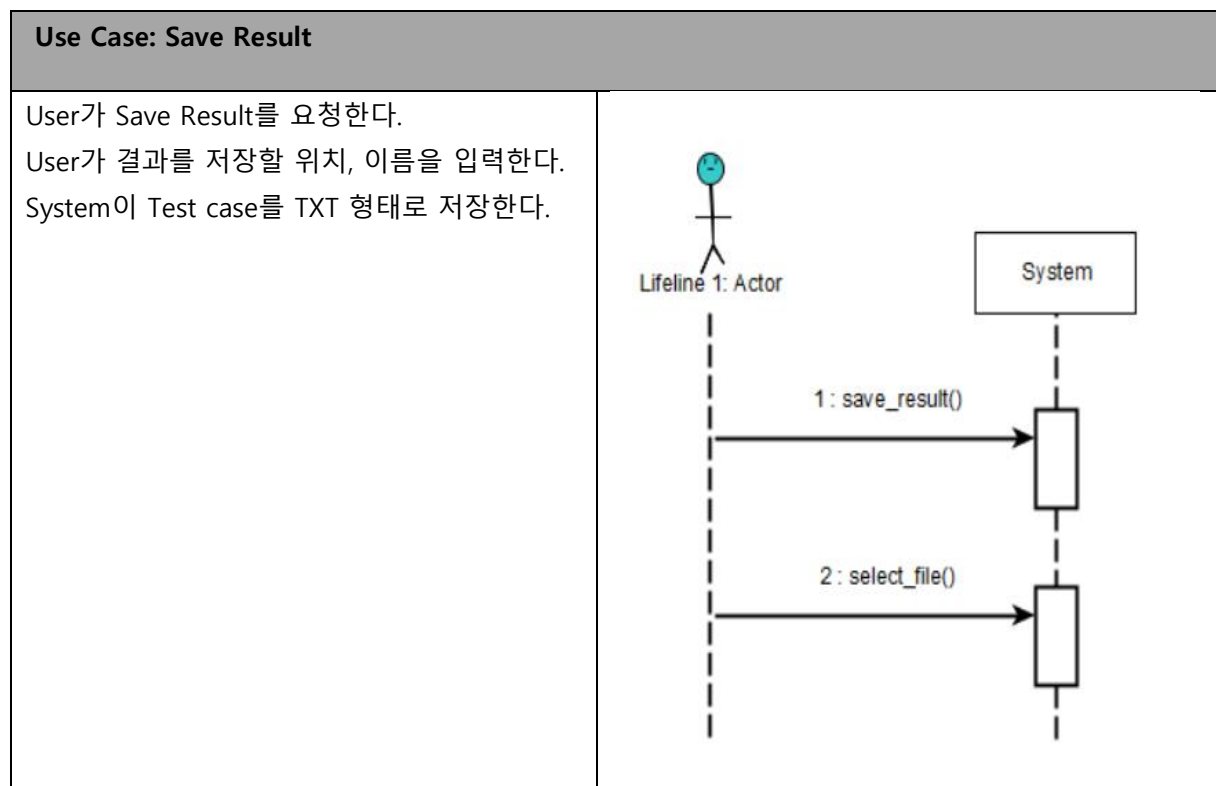 Use Case: Save Result
User가 Save Result를 요청한다.
User가 결과를 저장할 위치, 이름을 입력한다.
System이 Test case를 TXT 형태로 저장한다.
Lifeline 1: Actor
System
1 : save_result()
2 : select_file()